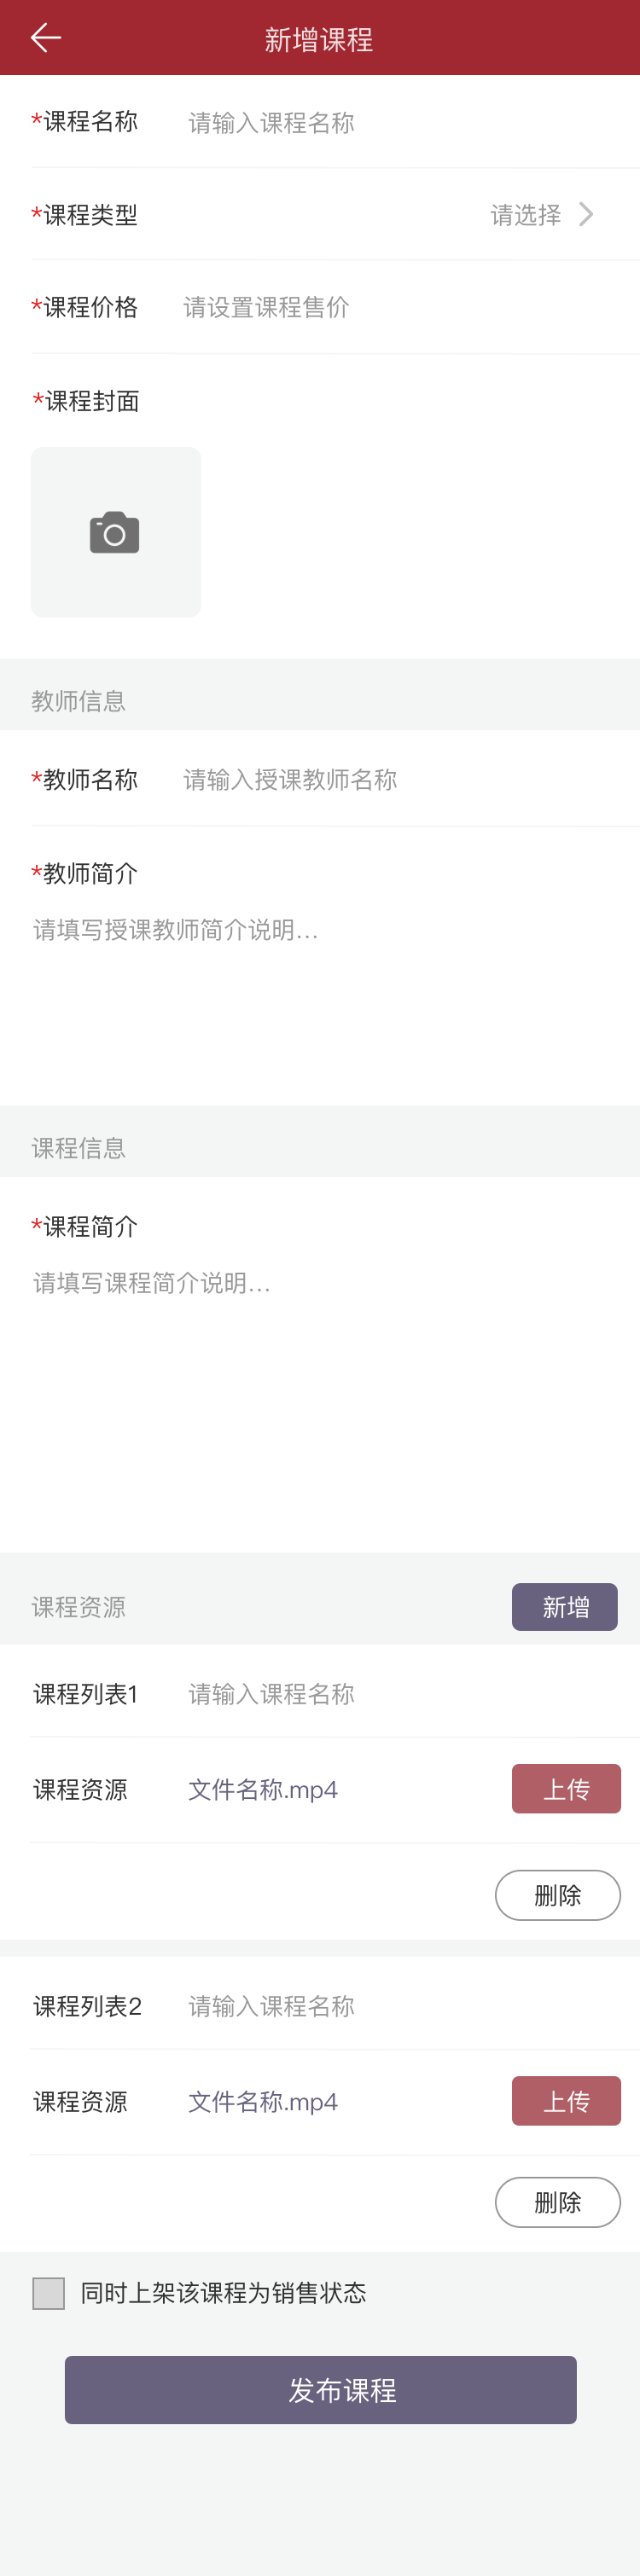 新增课程
*课程名称 请输入课程名称
*课程类型 请选择
*课程价格 请设置课程售价
*课程封面
教师信息
*教师名称 请输入授课教师名称
*教师简介
请填写授课教师简介说明...
课程信息
*课程简介
请填写课程简介说明...
课程资源 新增
课程列表1 请输入课程名称
课程资源 文件名称.mp4 上传
删除
课程列表2 请输入课程名称
课程资源 文件名称.mp4 上传
删除
同时上架该课程为销售状态
发布课程